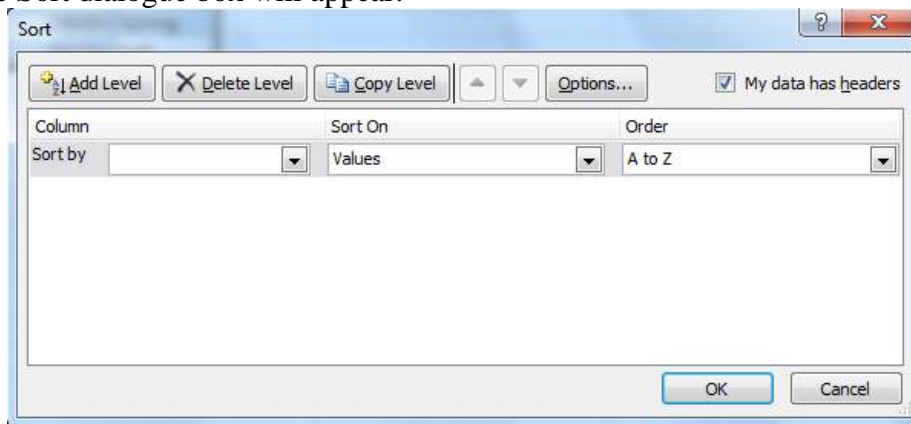 Sort dialogue box will appear.
Sort
Add Level Delete Level Copy Level Options... My data has headers
Column Sort On Order
Sort by Values A to Z
OK Cancel